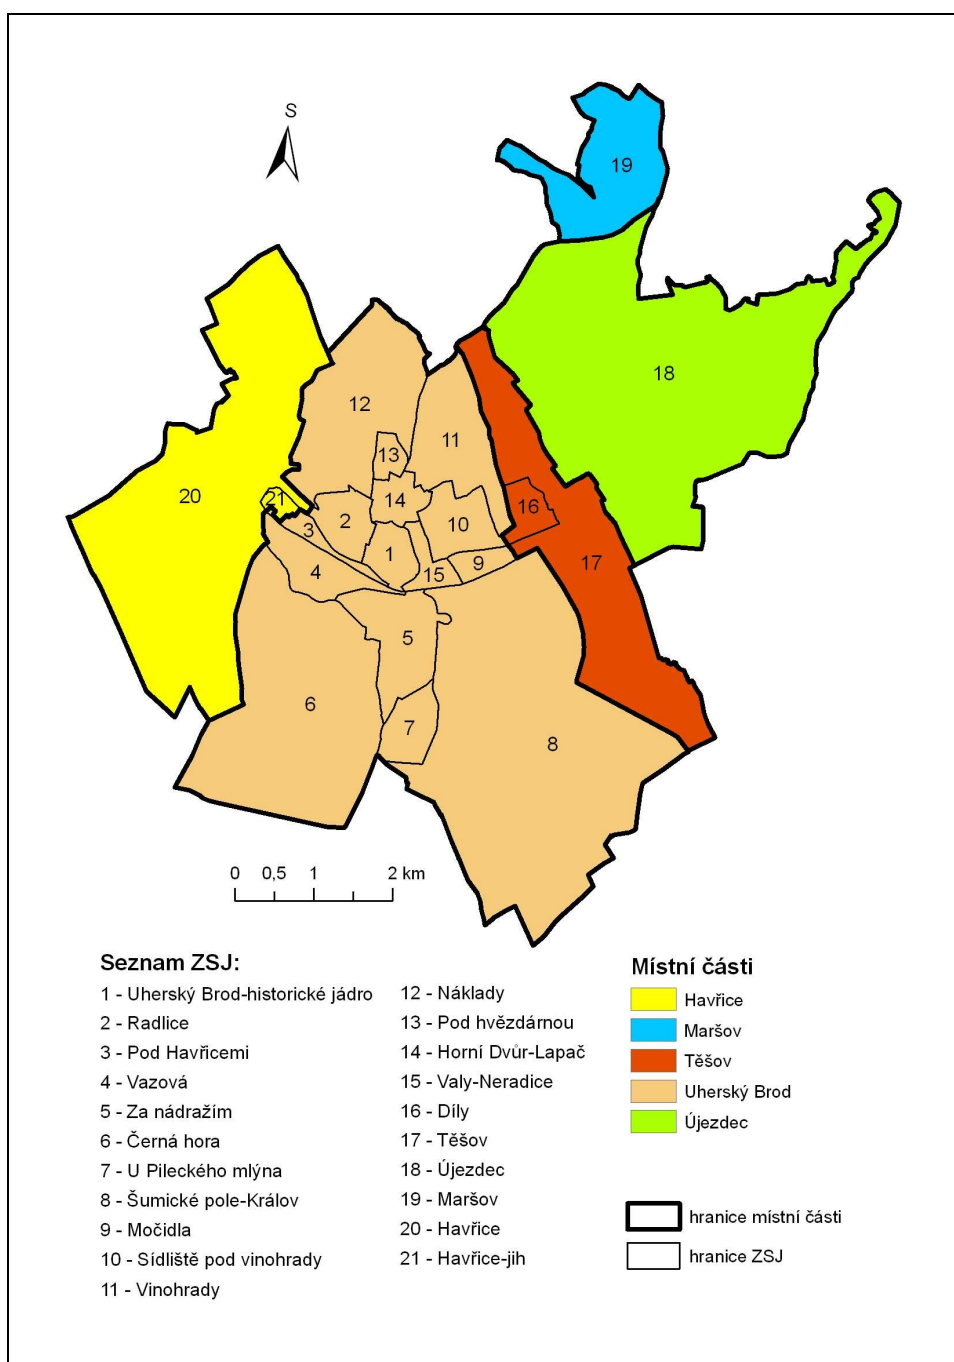 S
19
18
12
11
13
20
21
14
16
2
10
3
1
17
9
15
4
5
6
7
8
0 0,5 1 2 km
Seznam ZSJ:
1 - Uherský Brod-historické jádro
2 - Radlice
3 - Pod Havřicemi
4 - Vazová
5 - Za nádražím
6 - Černá hora
7 - U Pileckého mlýna
8 - Šumické pole-Králov
9 - Močidla
10 - Sídliště pod vinohrady
11 - Vinohrady
12 - Náklady
13 - Pod hvězdárnou
14 - Horní Dvůr-Lapač
15 - Valy-Neradice
16 - Díly
17 - Těšov
18 - Újezdec
19 - Maršov
20 - Havřice
21 - Havřice-jih
Místní části
Havřice
Maršov
Těšov
Uherský Brod
Újezdec
hranice místní části
hranice ZSJ